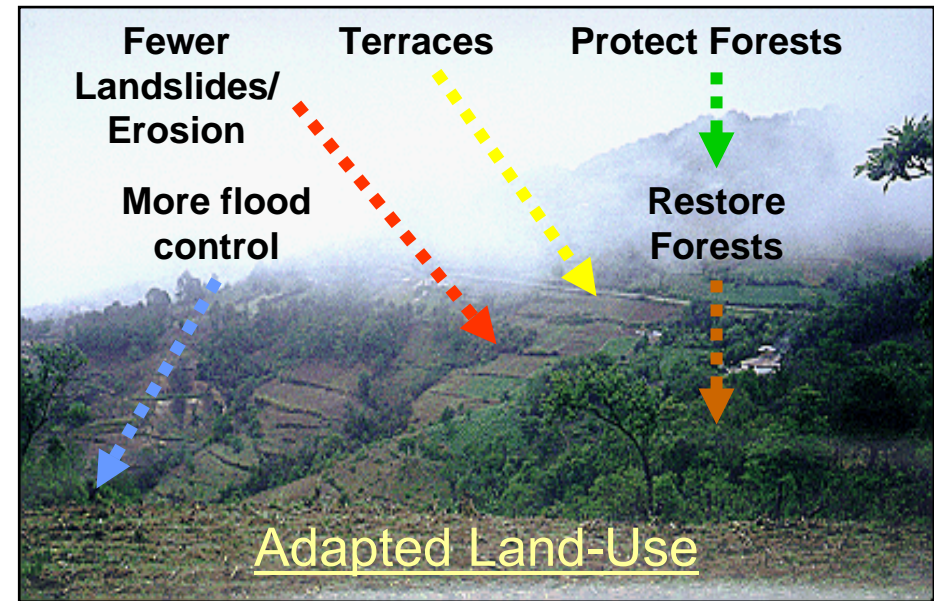 Fewer
Landslides/
Erosion
Terraces
Protect Forests
More flood
control
Restore
Forests
Adapted Land-Use